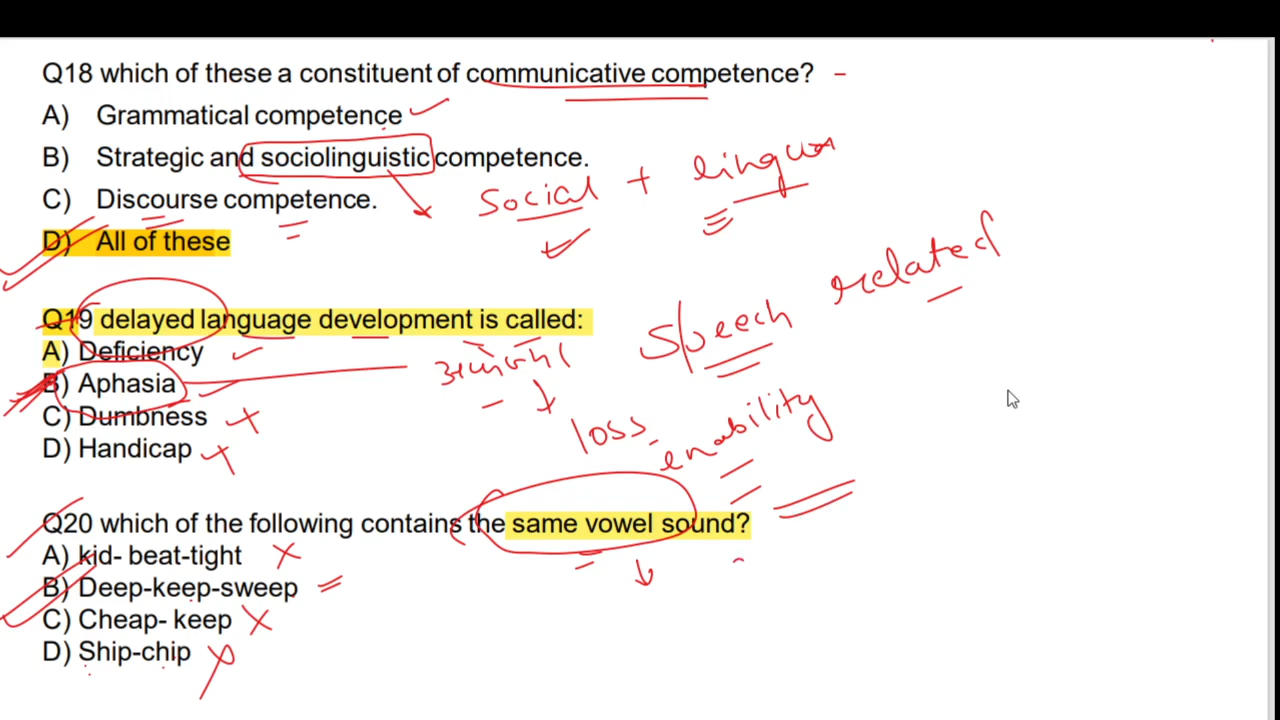 Q18 which of these a constituent of communicative competence? -
A) Grammatical competence
B) Strategic and sociolinguistic competence.
social + lingua
C) Discourse competence.
D) All of these
Q19 delayed language development is called:
speech related
A) Deficiency
B) Aphasia
C) Dumbness
loss
enability
D) Handicap
Q20 which of the following contains the same vowel sound?
A) kid- beat-tight
B) Deep-keep-sweep
C) Cheap- keep
D) Ship-chip